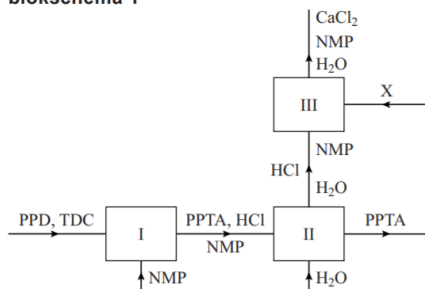 blokschema 1
CaCl₂
NMP
H₂O
III
X
NMP
HCl
H₂O
PPD, TDC
I
PPTA, HCl
NMP
II
PPTA
NMP
H₂O